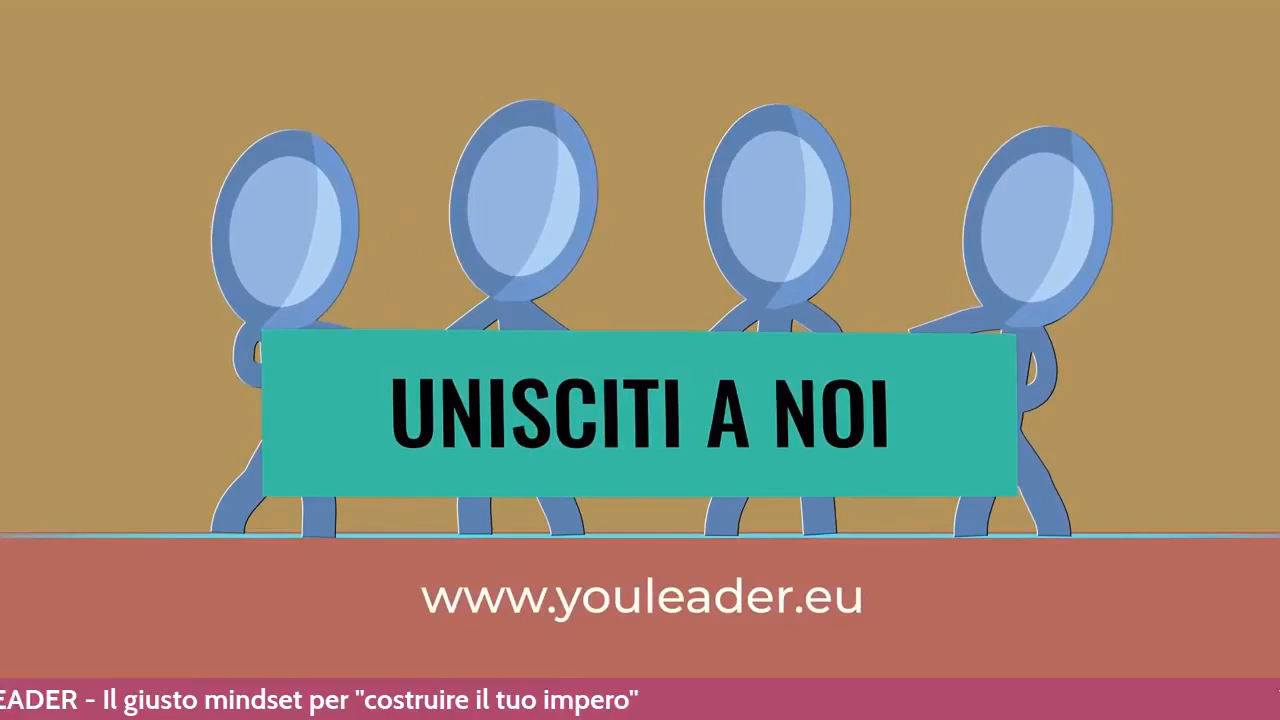 UNISCITI A NOI
www.youleader.eu
EADER - Il giusto mindset per "costruire il tuo impero"